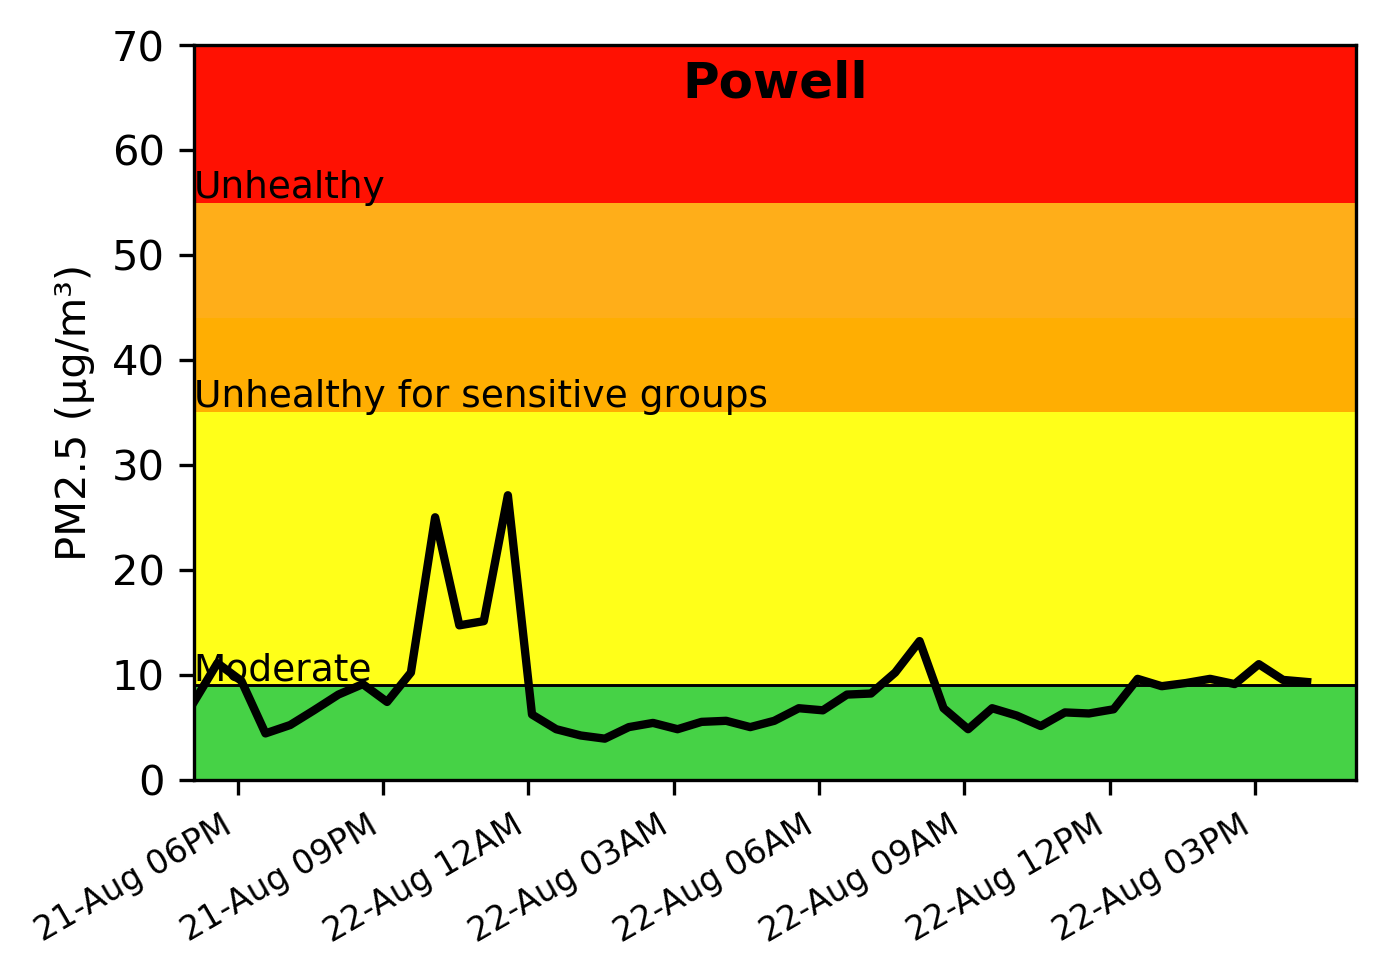 Powell
70
60
50
40
30
20
10
0
PM2.5 (µg/m³)
Unhealthy
Unhealthy for sensitive groups
Moderate
21-Aug 06PM
21-Aug 09PM
22-Aug 12AM
22-Aug 03AM
22-Aug 06AM
22-Aug 09AM
22-Aug 12PM
22-Aug 03PM